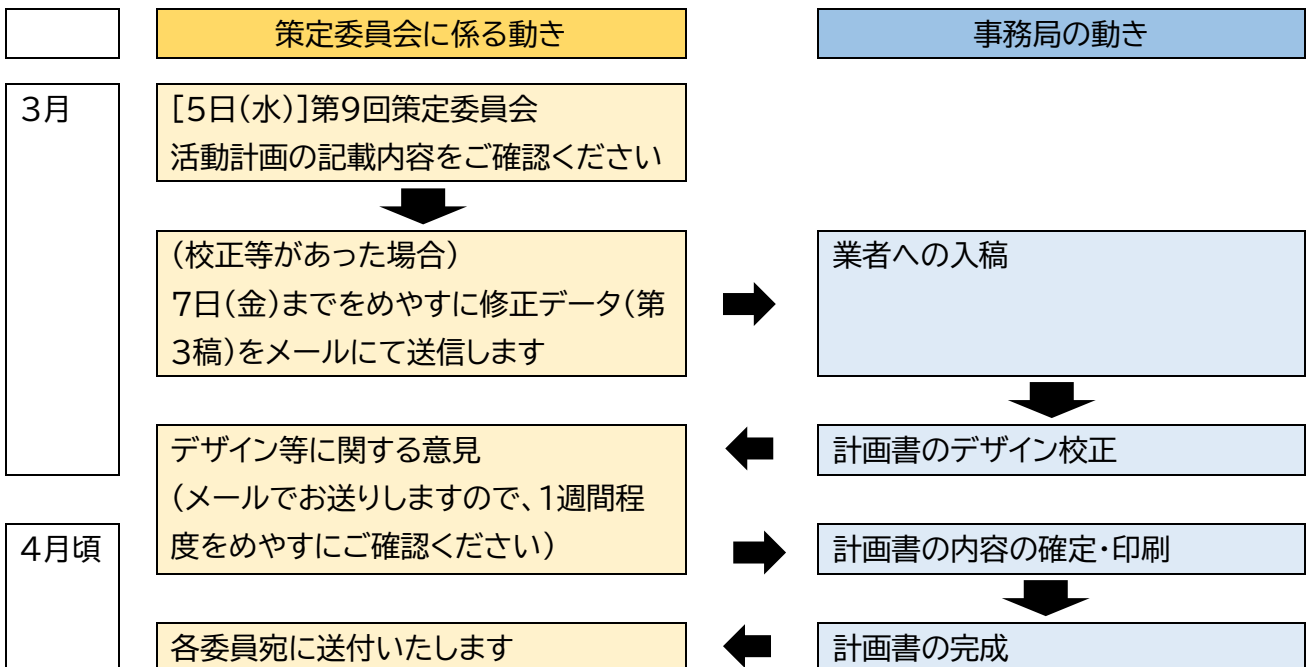 策定委員会に係る動き
事務局の動き
3月
[5日(水)]第9回策定委員会
活動計画の記載内容をご確認ください
(校正等があった場合)
7日(金)までをめやすに修正データ(第
3稿)をメールにて送信します
業者への入稿
デザイン等に関する意見
(メールでお送りしますので、1週間程
度をめやすにご確認ください)
計画書のデザイン校正
4月頃
計画書の内容の確定・印刷
各委員宛に送付いたします
計画書の完成